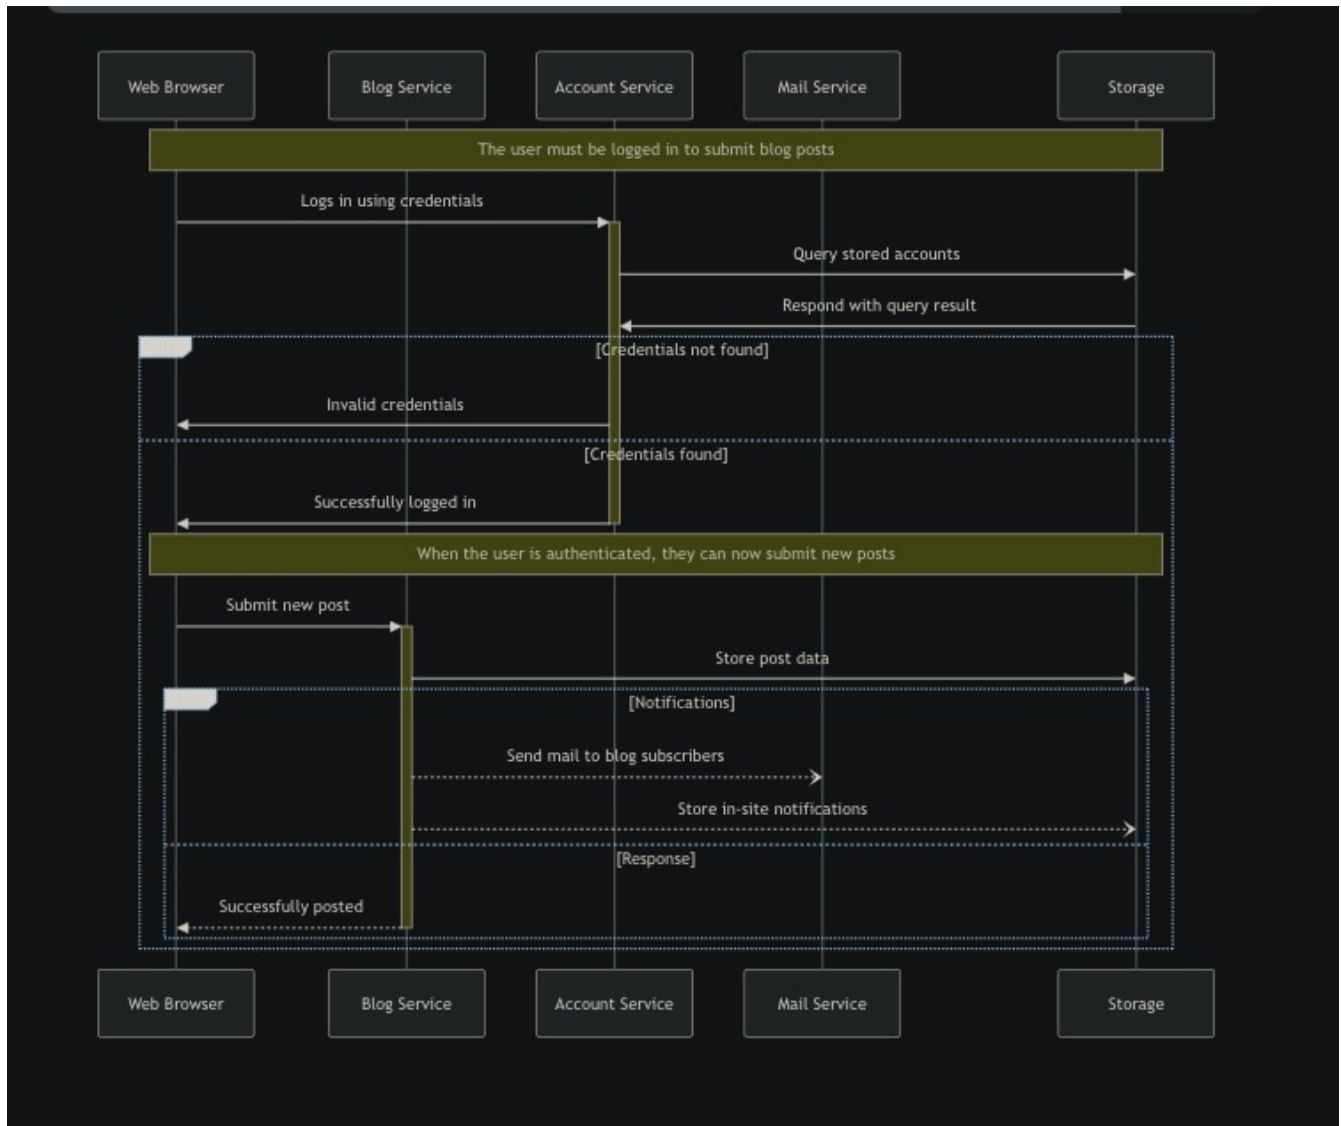 Web Browser
Blog Service
Account Service
Mail Service
Storage
The user must be logged in to submit blog posts
Logs in using credentials
Query stored accounts
Respond with query result
[Credentials not found]
Invalid credentials
[Credentials found]
Successfully logged in
When the user is authenticated, they can now submit new posts
Submit new post
Store post data
[Notifications]
Send mail to blog subscribers
Store in-site notifications
[Response]
Successfully posted
Web Browser
Blog Service
Account Service
Mail Service
Storage